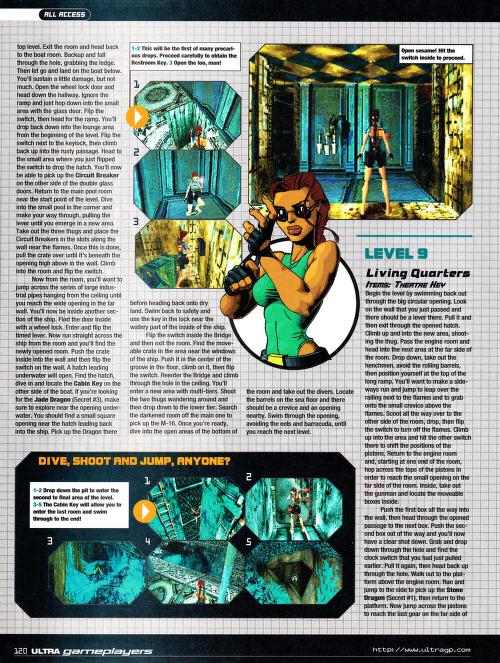 ALL ACCESS
top level. Exit the room and head back
to the boat room. Backup and fall
through the hole, grabbing the ledge.
Then let go and land on the boat below.
You'll sustain a little damage, but not
much. Open the wheel lock door and
head down the hallway. Ignore the
ramp and just hop down into the small
area with the glass door. Flip the
switch, then head for the ramp. You'll
drop back down into the lounge area
from the beginning of the level. Flip the
switch next to the keylock, then climb
back up into the rusty passage. Head to
the small area where you just flipped
the switch to drop the hatch. You'll now
be able to pick up the Circuit Breaker
on the other side of the double glass
doors. Return to the main pool room
near the start point of the level. Dive
into the small pool in the corner and
make your way through, pulling the
lever until you emerge in a new area.
Take out the three thugs and place the
Circuit Breakers in the slots along the
wall near the flames. Once this is done,
pull the crate over until it's beneath the
opening high above in the wall. Climb
into the room and flip the switch.
Now from the room, you'll want to
jump across the series of large indus-
trial pipes hanging from the ceiling until
you reach the wide opening in the far
wall. You'll now be inside another sec-
tion of the ship. Find the door inside
with a wheel lock. Enter and flip the
timed lever. Now run straight across the
ship from the room and you'll find the
newly opened room. Push the crate
inside into the wall and then flip the
switch on the wall. A hatch leading
underwater will open. Find the hatch,
dive in and locate the Cabin Key on the
other side of the boat. If you're looking
for the Jade Dragon (Secret #3), make
sure to explore near the opening under-
water. You should find a small square
opening near the hatch leading back
into the ship. Pick up the Dragon there
1-2 This will be the first of many precari-
ous drops. Proceed carefully to obtain the
Restroom Key. 3 Open the loo, man!
1
2
3
Open sesame! Hit the
switch inside to proceed.
before heading back onto dry
land. Swim back to safety and
use the key in the lock near the
watery part of the inside of the ship.
Flip the switch inside the Bridge
and then exit the room. Find the move-
able crate in the area near the windows
of the ship. Push it in the center of the
groove in the floor, climb on it, then flip
the switch. Reenter the Bridge and climb
through the hole in the ceiling. You'll
enter a new area with multi-tiers. Shoot
the two thugs wandering around and
then drop down to the lower tier. Search
the darkened room off the main one to
pick up the M-16. Once you're ready,
dive into the open areas of the bottom of
the room and take out the divers. Locate
the barrels on the sea floor and there
should be a crevice and an opening
nearby. Swim through the opening,
avoiding the eels and barracuda, until
you reach the next level.
LEVEL 9
Living Quarters
Items: Theatre Key
Begin the level by swimming back out
through the big circular opening. Look
on the wall that you just passed and
there should be a lever there. Pull it and
then exit through the opened hatch.
Climb up and into the new area, shoot-
ing the thug. Pass the engine room and
head into the next area at the far side of
the room. Drop down, take out the
henchmen, avoid the rolling barrels,
then position yourself at the top of the
long ramp. You'll want to make a side-
ways run and jump to leap over the
railing next to the flames and to grab
onto the small crevice above the
flames. Scoot all the way over to the
other side of the room, drop, then flip
the switch to turn off the flames. Climb
up into the area and hit the other switch
there to shift the positions of the
pistons. Return to the engine room
and, starting at one end of the room,
hop across the tops of the pistons in
order to reach the small opening on the
far side of the room. Inside, take out
the gunman and locate the moveable
boxes inside.
Push the first box all the way into
the wall, then head through the opened
passage to the next box. Push the sec-
ond box out of the way and you'll now
have a clear shot down. Grab and drop
down through the hole and find the
clock switch that you had just pulled
earlier. Pull it again, then head back up
through the hole. Walk out to the plat-
form above the engine room. Run and
jump to the side to pick up the Stone
Dragon (Secret #1), then return to the
platform. Now jump across the pistons
to reach the last gear on the far side of
DIVE, SHOOT AND JUMP, ANYONE?
1-2 Drop down the pit to enter the
second to final area of the level.
3-5 The Cabin Key will allow you to
enter the last room and swim
through to the end!
1
2
3
4
5
120 ULTRA gameplayers
http://www.ultragp.com